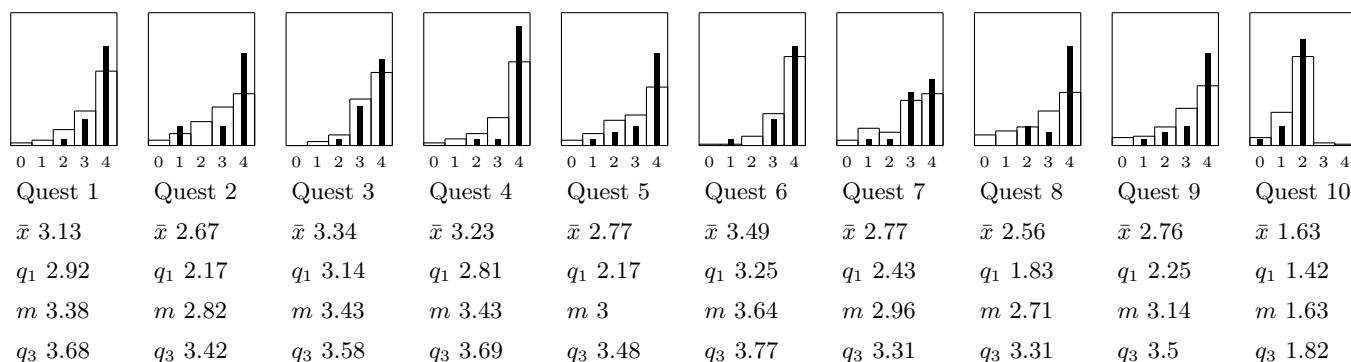 0 1 2 3 4 0 1 2 3 4 0 1 2 3 4 0 1 2 3 4 0 1 2 3 4 0 1 2 3 4 0 1 2 3 4 0 1 2 3 4 0 1 2 3 4 0 1 2 3 4
Quest 1 Quest 2 Quest 3 Quest 4 Quest 5 Quest 6 Quest 7 Quest 8 Quest 9 Quest 10
x̄ 3.13 x̄ 2.67 x̄ 3.34 x̄ 3.23 x̄ 2.77 x̄ 3.49 x̄ 2.77 x̄ 2.56 x̄ 2.76 x̄ 1.63
q₁ 2.92 q₁ 2.17 q₁ 3.14 q₁ 2.81 q₁ 2.17 q₁ 3.25 q₁ 2.43 q₁ 1.83 q₁ 2.25 q₁ 1.42
m 3.38 m 2.82 m 3.43 m 3.43 m 3 m 3.64 m 2.96 m 2.71 m 3.14 m 1.63
q₃ 3.68 q₃ 3.42 q₃ 3.58 q₃ 3.69 q₃ 3.48 q₃ 3.77 q₃ 3.31 q₃ 3.31 q₃ 3.5 q₃ 1.82